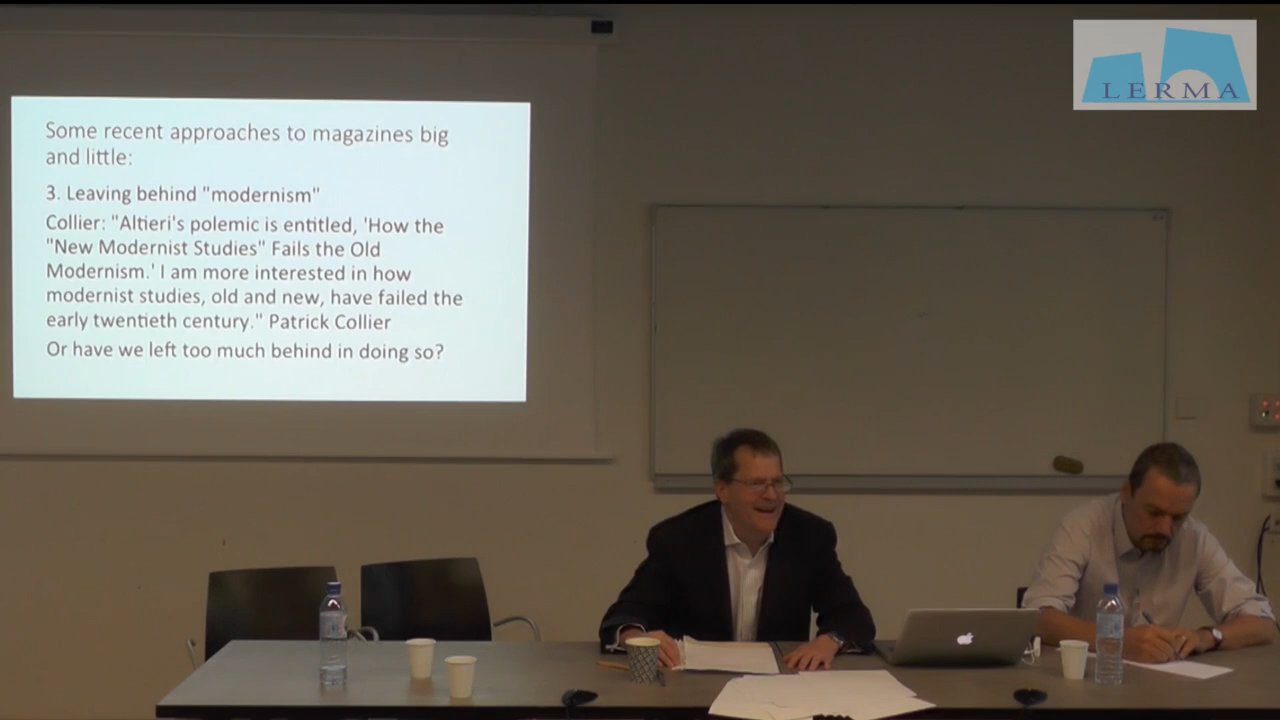 Some recent approaches to magazines big
and little:
3. Leaving behind "modernism"
Collier: "Altieri's polemic is entitled, 'How the
"New Modernist Studies" Fails the Old
Modernism.' I am more interested in how
modernist studies, old and new, have failed the
early twentieth century." Patrick Collier
Or have we left too much behind in doing so?
LERMA